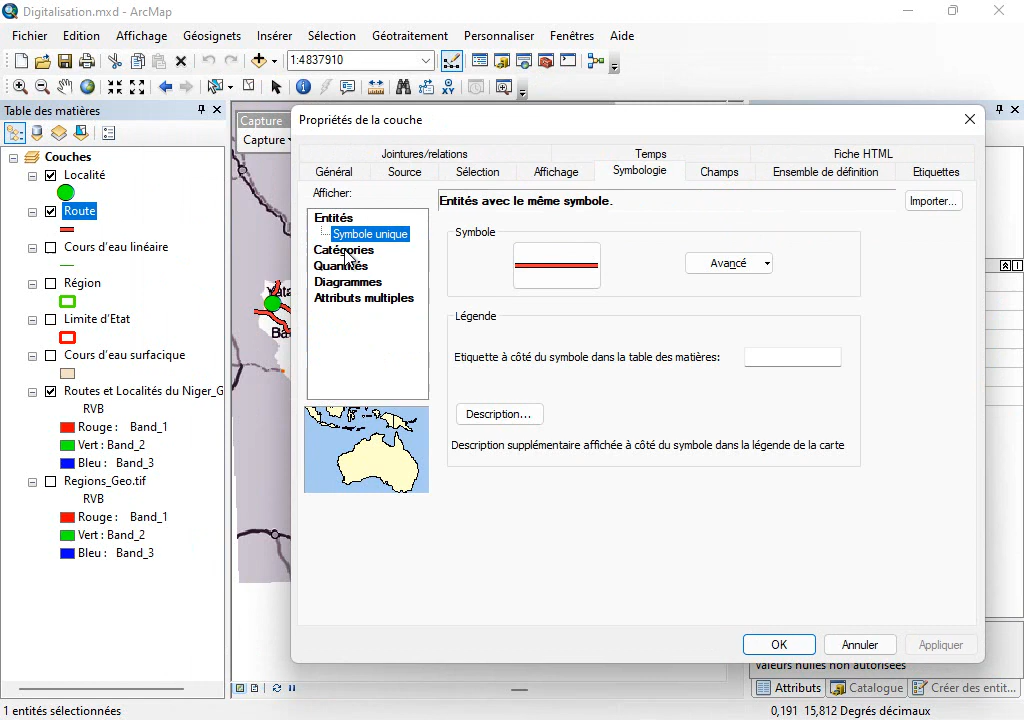 Digitalisation.mxd - ArcMap
Fichier Edition Affichage Géosignets Insérer Sélection Géotraitement Personnaliser Fenêtres Aide
1:4837910
Table des matières
Couches
Localité
Route
Cours d'eau linéaire
Région
Limite d'Etat
Cours d'eau surfacique
Routes et Localités du Niger_G
RVB
Rouge : Band_1
Vert : Band_2
Bleu : Band_3
Regions_Geo.tif
RVB
Rouge : Band_1
Vert : Band_2
Bleu : Band_3
Capture
Capture
Propriétés de la couche
Jointures/relations Temps Fiche HTML
Général Source Sélection Affichage Symbologie Champs Ensemble de définition Etiquettes
Afficher:
Entités
Symbole unique
Catégories
Quantités
Diagrammes
Attributs multiples
Entités avec le même symbole.
Importer...
Symbole
Avancé
Légende
Etiquette à côté du symbole dans la table des matières:
Description...
Description supplémentaire affichée à côté du symbole dans la légende de la carte
OK Annuler Appliquer
valeurs nulles non autorisées
Attributs Catalogue Créer des entit...
1 entités sélectionnées
0,191 15,812 Degrés décimaux